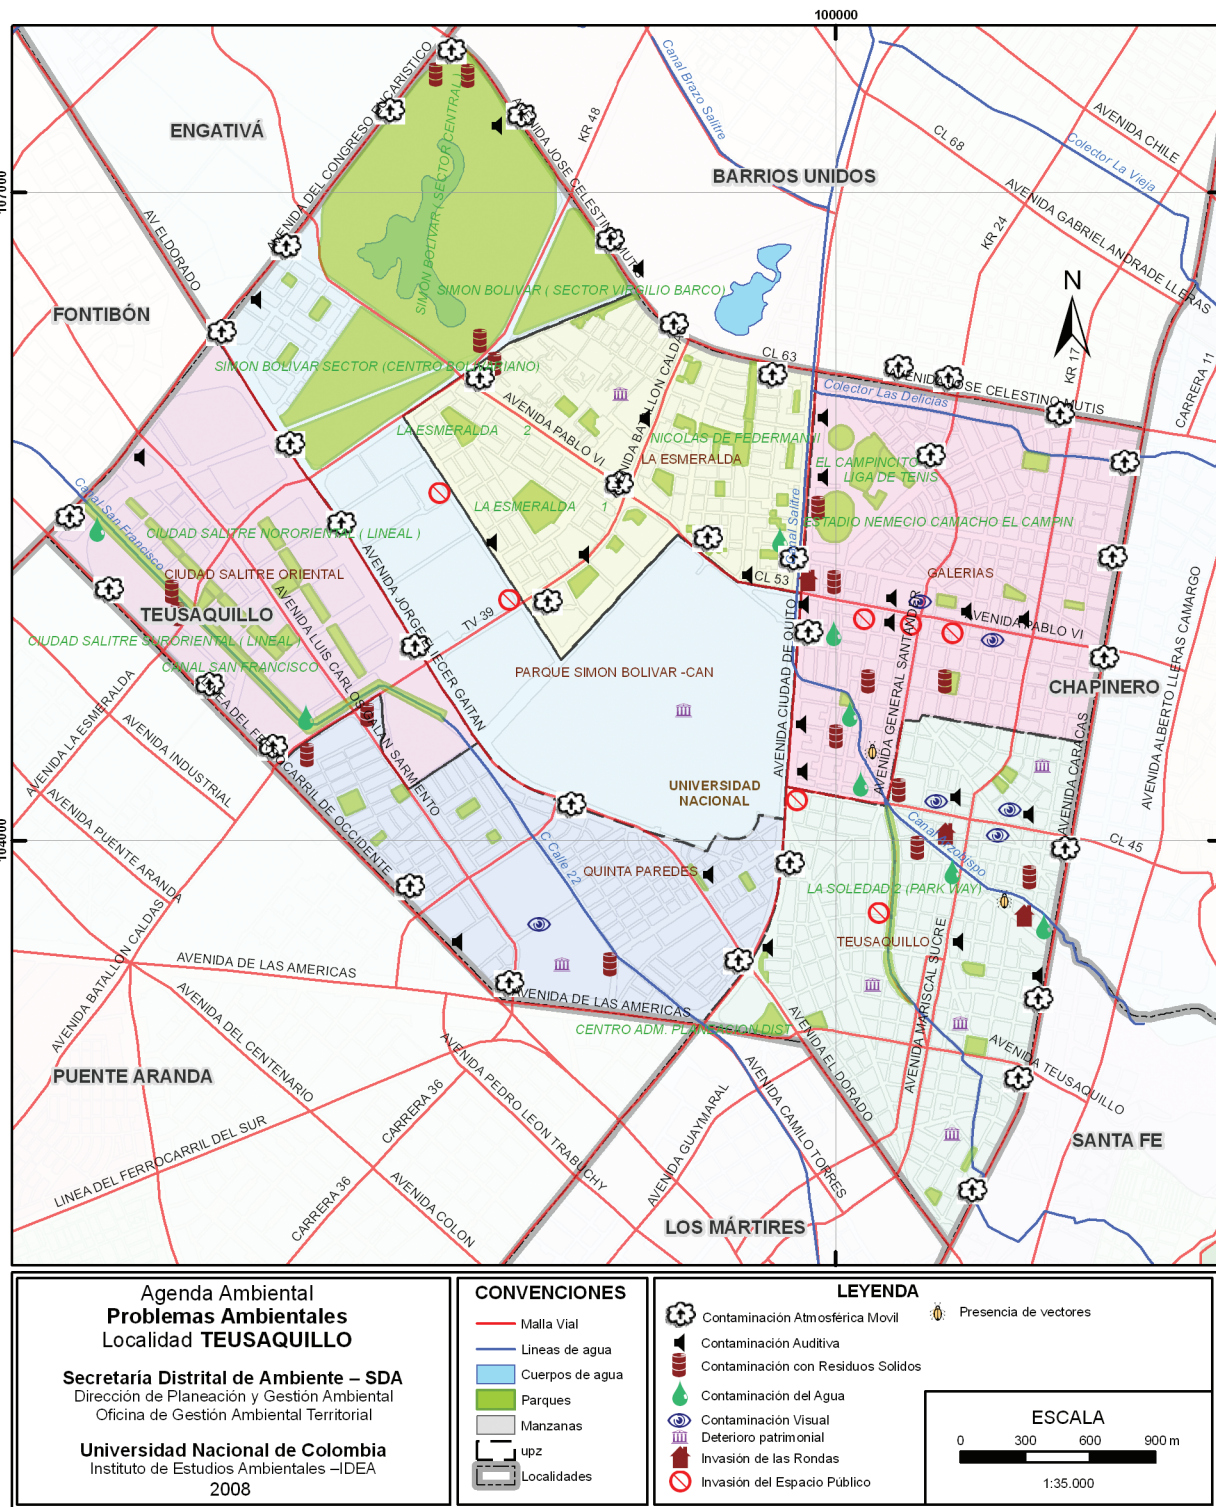 100000
107000
104000
ENGATIVÁ
FONTIBÓN
BARRIOS UNIDOS
TEUSAQUILLO
CHAPINERO
PUENTE ARANDA
LOS MÁRTIRES
SANTA FE
N
AVENIDA DEL CONGRESO EUCARISTICO
AVENIDA JOSE CELESTINO MUTIS
KR 48
Canal Brazo Salitre
CL 68
AVENIDA CHILE
Colector La Vieja
AVENIDA GABRIEL ANDRADE LLERAS
KR 24
KR 17
CARRERA 11
AV ELDORADO
SIMON BOLIVAR ( SECTOR CENTRAL )
SIMON BOLIVAR ( SECTOR VIRGILIO BARCO)
SIMON BOLIVAR SECTOR (CENTRO BOLIVARIANO)
CL 63
AVENIDA JOSE CELESTINO MUTIS
Colector Las Delicias
AVENIDA BATALLON CALDAS
AVENIDA PABLO VI
LA ESMERALDA 2
NICOLAS DE FEDERMAN II
LA ESMERALDA
EL CAMPINCITO
LIGA DE TENIS
LA ESMERALDA 1
ESTADIO NEMECIO CAMACHO EL CAMPIN
Canal Salitre
Canal San Francisco
CIUDAD SALITRE NORORIENTAL ( LINEAL )
CIUDAD SALITRE ORIENTAL
CL 53
GALERIAS
AVENIDA PABLO VI
TV 39
CIUDAD SALITRE SURORIENTAL ( LINEAL )
CANAL SAN FRANCISCO
AVENIDA LUIS CARLOS GALAN SARMIENTO
AVENIDA JORGE ELIECER GAITAN
PARQUE SIMON BOLIVAR -CAN
AVENIDA CIUDAD DE QUITO
AVENIDA GENERAL SANTANDER
AVENIDA CARACAS
AVENIDA ALBERTO LLERAS CAMARGO
UNIVERSIDAD
NACIONAL
AVENIDA LA ESMERALDA
AVENIDA INDUSTRIAL
LINEA DEL FERROCARRIL DE OCCIDENTE
AVENIDA PUENTE ARANDA
C Calle 22
QUINTA PAREDES
Canal Arzobispo
CL 45
LA SOLEDAD 2 (PARK WAY)
TEUSAQUILLO
AVENIDA MARISCAL SUCRE
AVENIDA BATALLON CALDAS
AVENIDA DE LAS AMERICAS
AVENIDA DE LAS AMERICAS
CENTRO ADM. PLANEACION DIST
AVENIDA EL DORADO
AVENIDA TEUSAQUILLO
AVENIDA DEL CENTENARIO
AVENIDA PEDRO LEON TRABUCHY
AVENIDA GUAYMARAL
AVENIDA CAMILO TORRES
CARRERA 36
LINEA DEL FERROCARRIL DEL SUR
CARRERA 36
AVENIDA COLON
Agenda Ambiental
Problemas Ambientales
Localidad TEUSAQUILLO
Secretaría Distrital de Ambiente – SDA
Dirección de Planeación y Gestión Ambiental
Oficina de Gestión Ambiental Territorial
Universidad Nacional de Colombia
Instituto de Estudios Ambientales –IDEA
2008
CONVENCIONES
Malla Vial
Lineas de agua
Cuerpos de agua
Parques
Manzanas
upz
Localidades
LEYENDA
Contaminación Atmosférica Movil
Contaminación Auditiva
Contaminación con Residuos Solidos
Contaminación del Agua
Contaminación Visual
Deterioro patrimonial
Invasión de las Rondas
Invasión del Espacio Público
Presencia de vectores
ESCALA
0 300 600 900 m
1:35.000